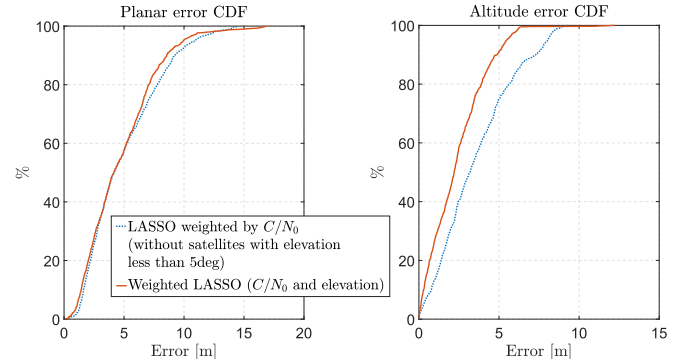 Planar error CDF
100
80
60
40
20
0
%
0 5 10 15 20
Error [m]
Altitude error CDF
100
80
60
40
20
0
%
0 5 10 15
Error [m]
LASSO weighted by C/N0
(without satellites with elevation
less than 5deg)
Weighted LASSO (C/N0 and elevation)